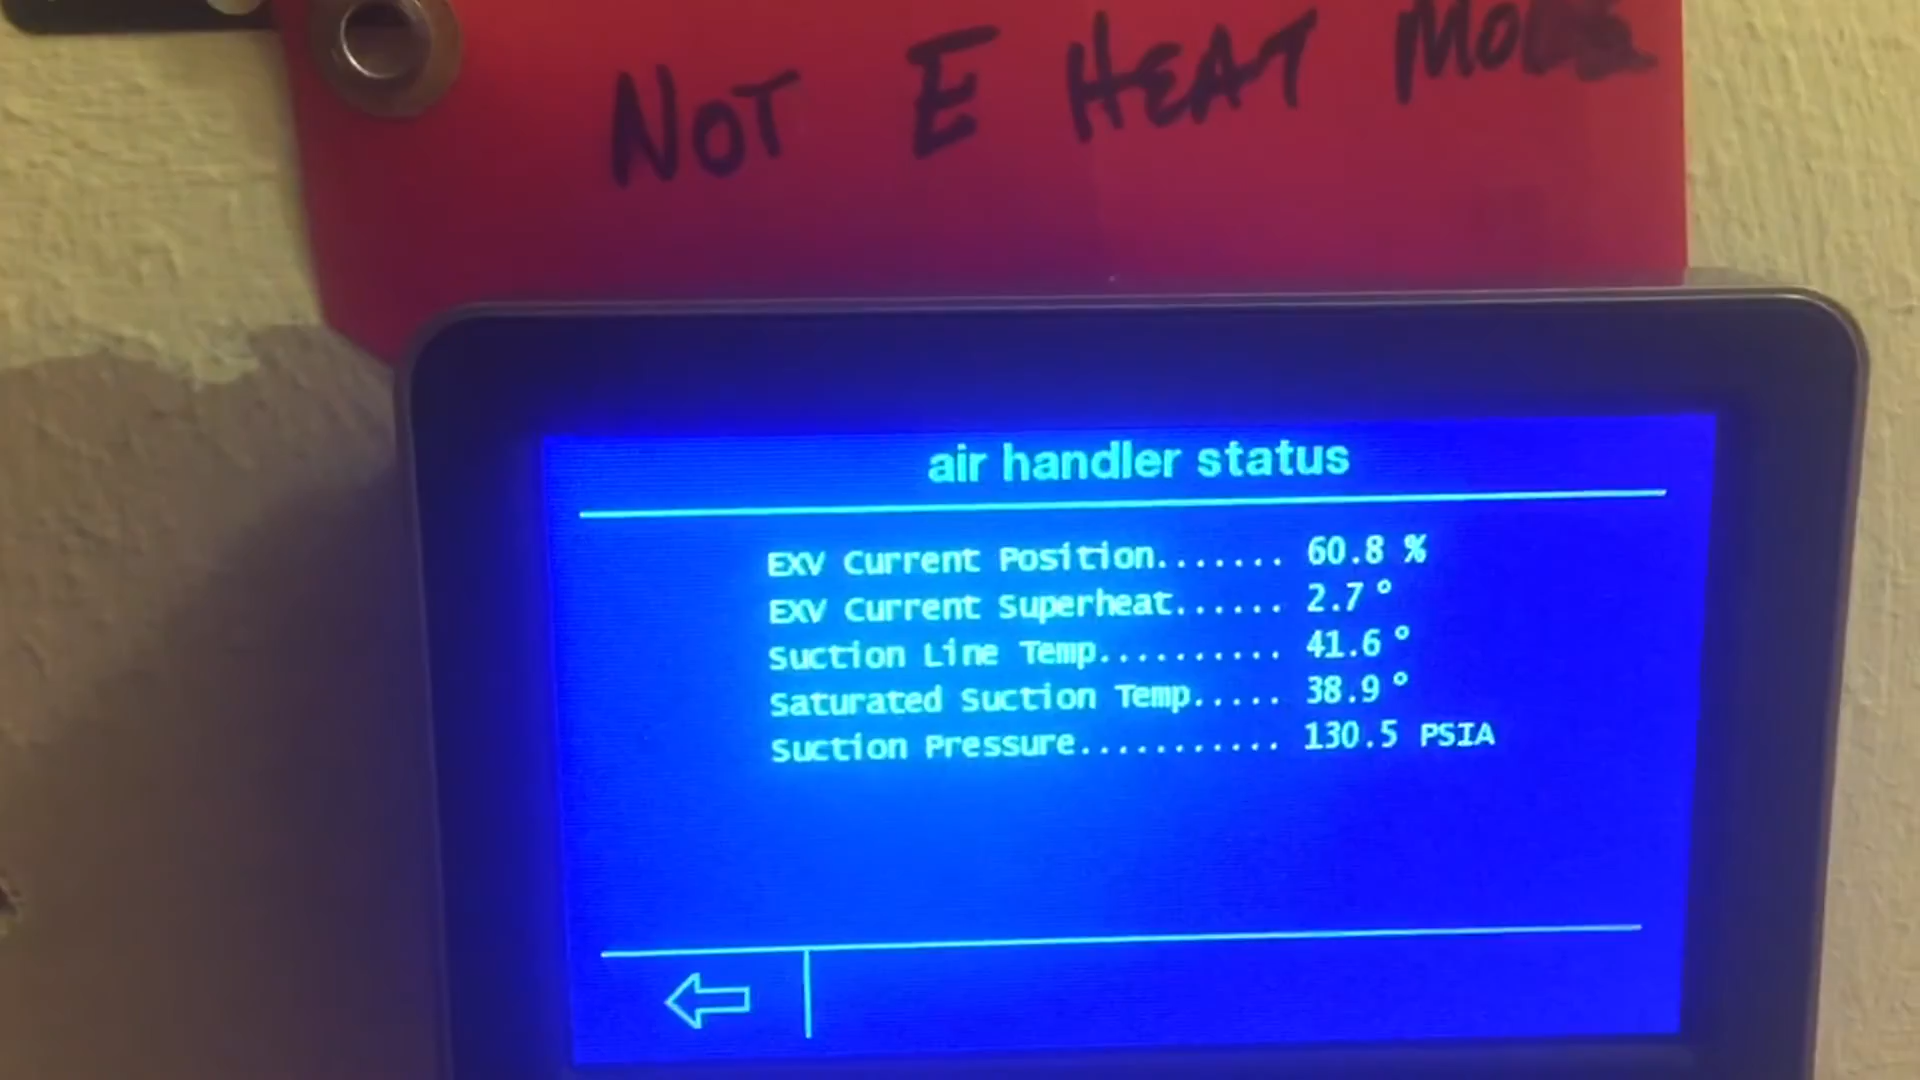 NOT E HEAT MODE
air handler status
EXV Current Position....... 60.8 %
EXV Current Superheat...... 2.7°
Suction Line Temp.......... 41.6°
Saturated Suction Temp..... 38.9°
Suction Pressure........... 130.5 PSIA